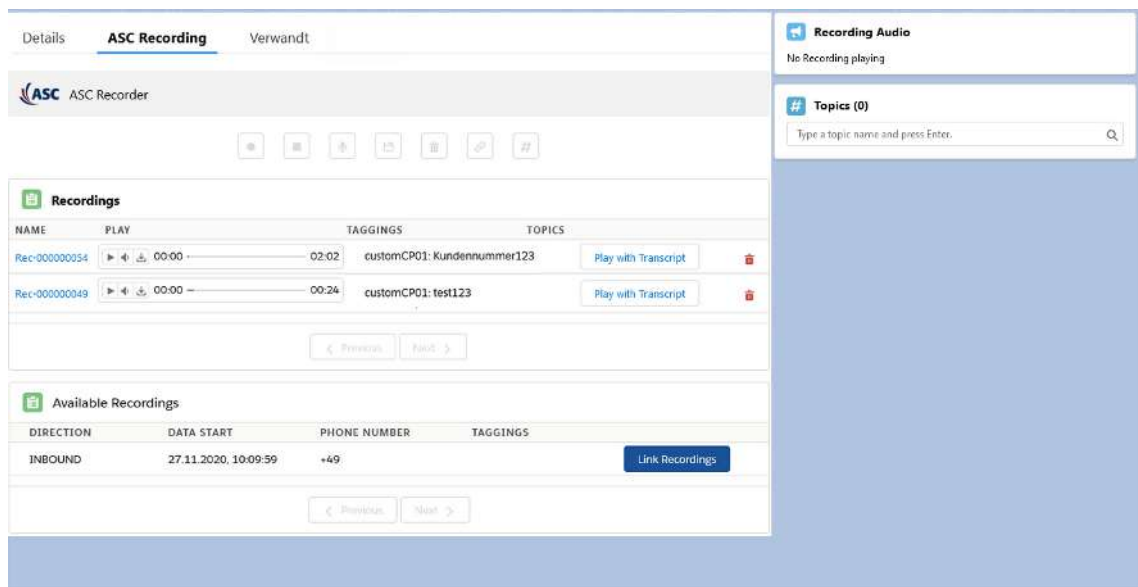 Details ASC Recording Verwandt
ASC ASC Recorder
Recordings
NAME PLAY TAGGINGS TOPICS
Rec-000000054 00:00 02:02 customCP01: Kundennummer123 Play with Transcript
Rec-000000049 00:00 00:24 customCP01: test123 Play with Transcript
Previous Next
Available Recordings
DIRECTION DATA START PHONE NUMBER TAGGINGS
INBOUND 27.11.2020, 10:09:59 +49 Link Recordings
Previous Next
Recording Audio
No Recording playing
# Topics (0)
Type a topic name and press Enter.